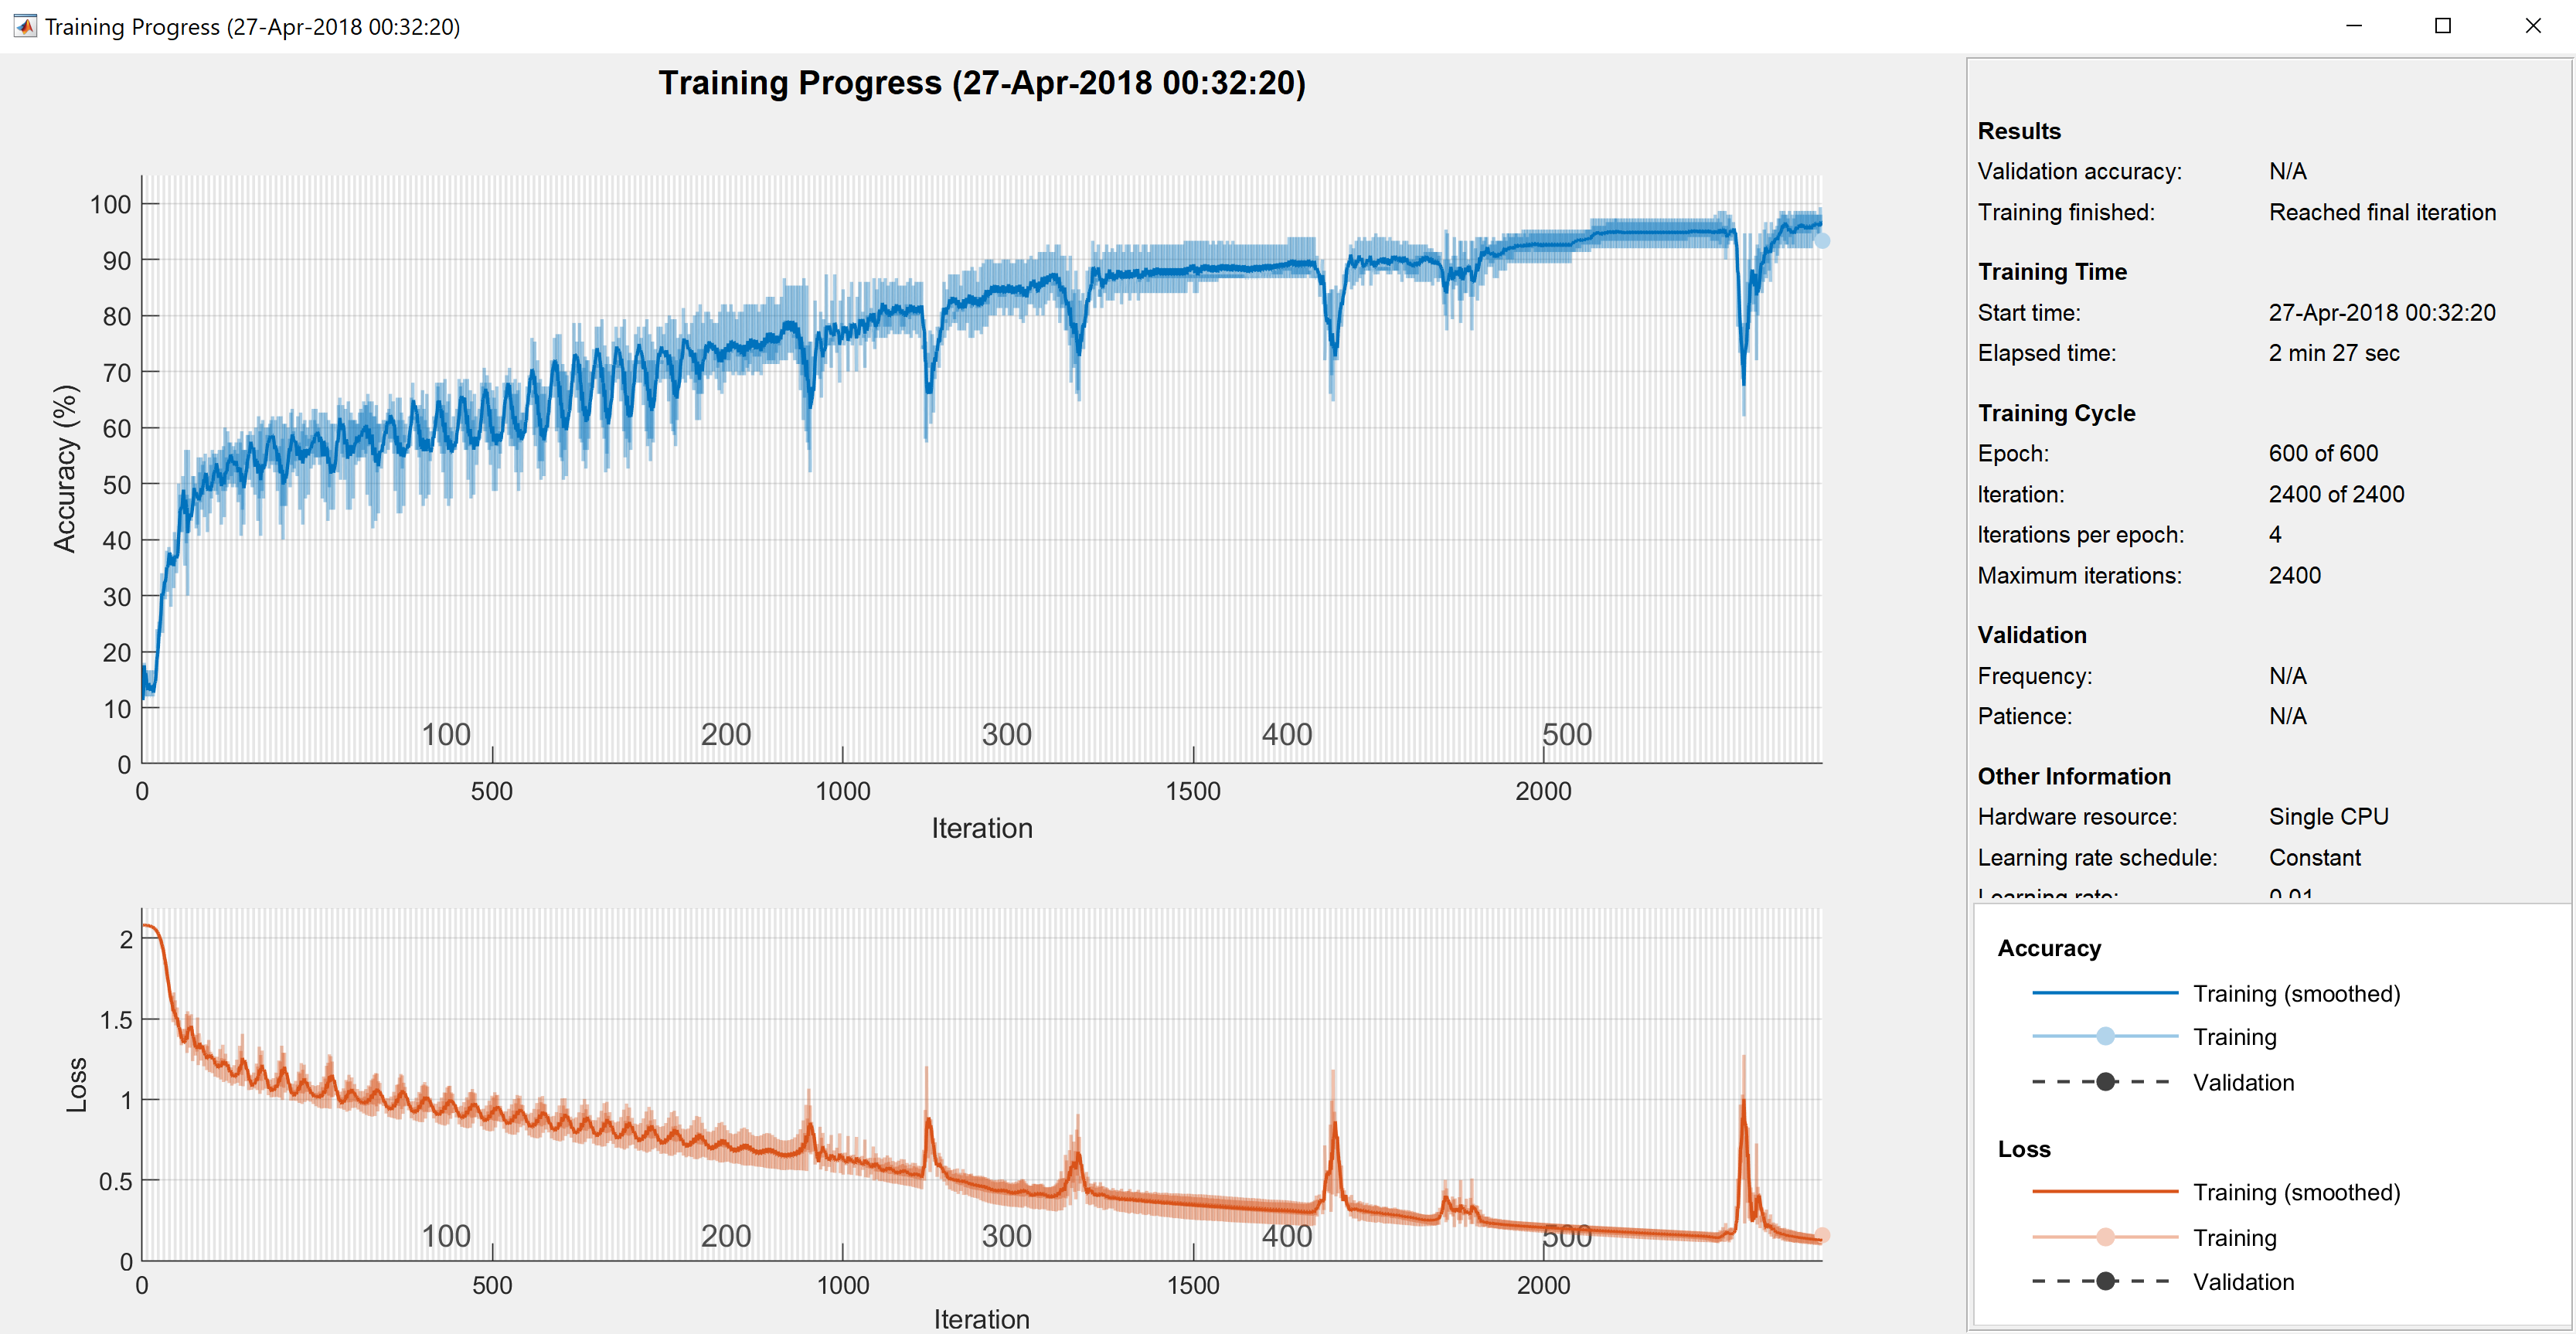 Training Progress (27-Apr-2018 00:32:20)
Training Progress (27-Apr-2018 00:32:20)
Accuracy (%)
100
90
80
70
60
50
40
30
20
10
0
100 200 300 400 500
0 500 1000 1500 2000
Iteration
Loss
2
1.5
1
0.5
0
100 200 300 400 500
0 500 1000 1500 2000
Iteration
Results
Validation accuracy: N/A
Training finished: Reached final iteration
Training Time
Start time: 27-Apr-2018 00:32:20
Elapsed time: 2 min 27 sec
Training Cycle
Epoch: 600 of 600
Iteration: 2400 of 2400
Iterations per epoch: 4
Maximum iterations: 2400
Validation
Frequency: N/A
Patience: N/A
Other Information
Hardware resource: Single CPU
Learning rate schedule: Constant
Learning rate: 0.01
Accuracy
Training (smoothed)
Training
Validation
Loss
Training (smoothed)
Training
Validation